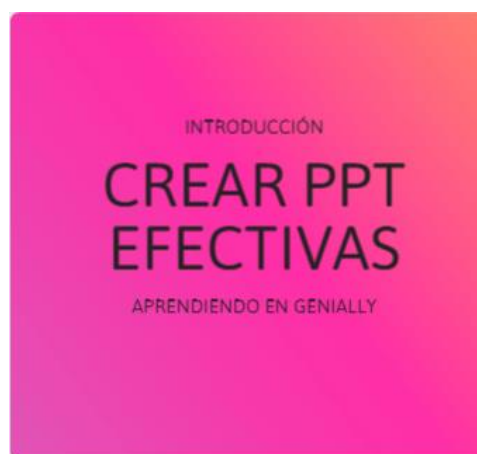 INTRODUCCIÓN
CREAR PPT
EFECTIVAS
APRENDIENDO EN GENIALLY